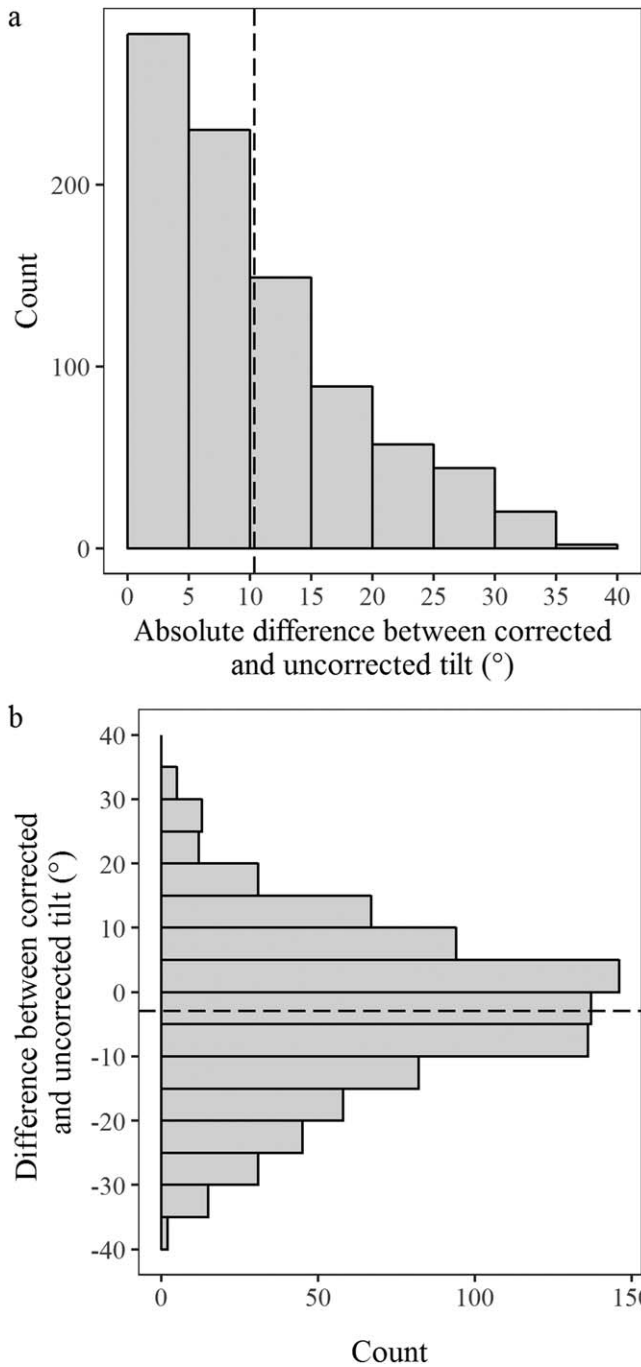 a
200
100
0
Count
0 5 10 15 20 25 30 35 40
Absolute difference between corrected
and uncorrected tilt (°)
b
40
30
20
10
0
-10
-20
-30
-40
Difference between corrected
and uncorrected tilt (°)
0 50 100 150
Count